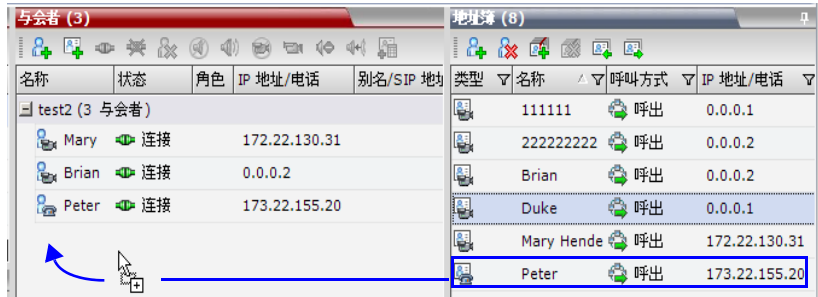 与会者 (3)
名称 状态 角色 IP 地址/电话 别名/SIP 地址
test2 (3 与会者)
Mary 连接 172.22.130.31
Brian 连接 0.0.0.2
Peter 连接 173.22.155.20
地址簿 (8)
类型 名称 呼叫方式 IP 地址/电话
111111 呼出 0.0.0.1
222222222 呼出 0.0.0.2
Brian 呼出 0.0.0.2
Duke 呼出 0.0.0.1
Mary Hende 呼出 172.22.130.31
Peter 呼出 173.22.155.20